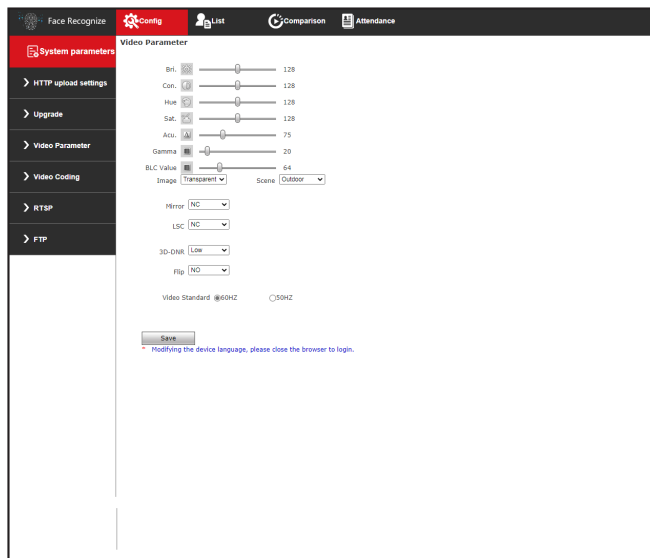 Face Recognize Config List Comparison Attendance
System parameters
HTTP upload settings
Upgrade
Video Parameter
Video Coding
RTSP
FTP
Video Parameter
Bri. 128
Con. 128
Hue 128
Sat. 128
Acu. 75
Gamma 20
BLC Value 64
Image Transparent Scene Outdoor
Mirror NC
LSC NC
3D-DNR Low
Flip NO
Video Standard 60HZ 50HZ
Save
* Modifying the device language, please close the browser to login.